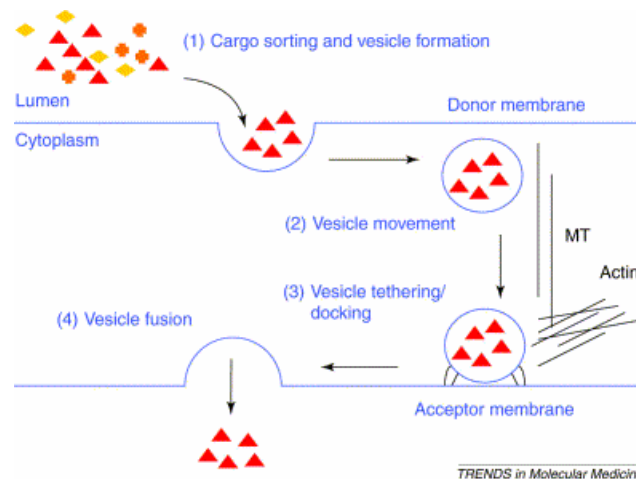 (1) Cargo sorting and vesicle formation
Lumen
Donor membrane
Cytoplasm
(2) Vesicle movement
MT
Actin
(3) Vesicle tethering/
docking
(4) Vesicle fusion
Acceptor membrane
TRENDS in Molecular Medicin